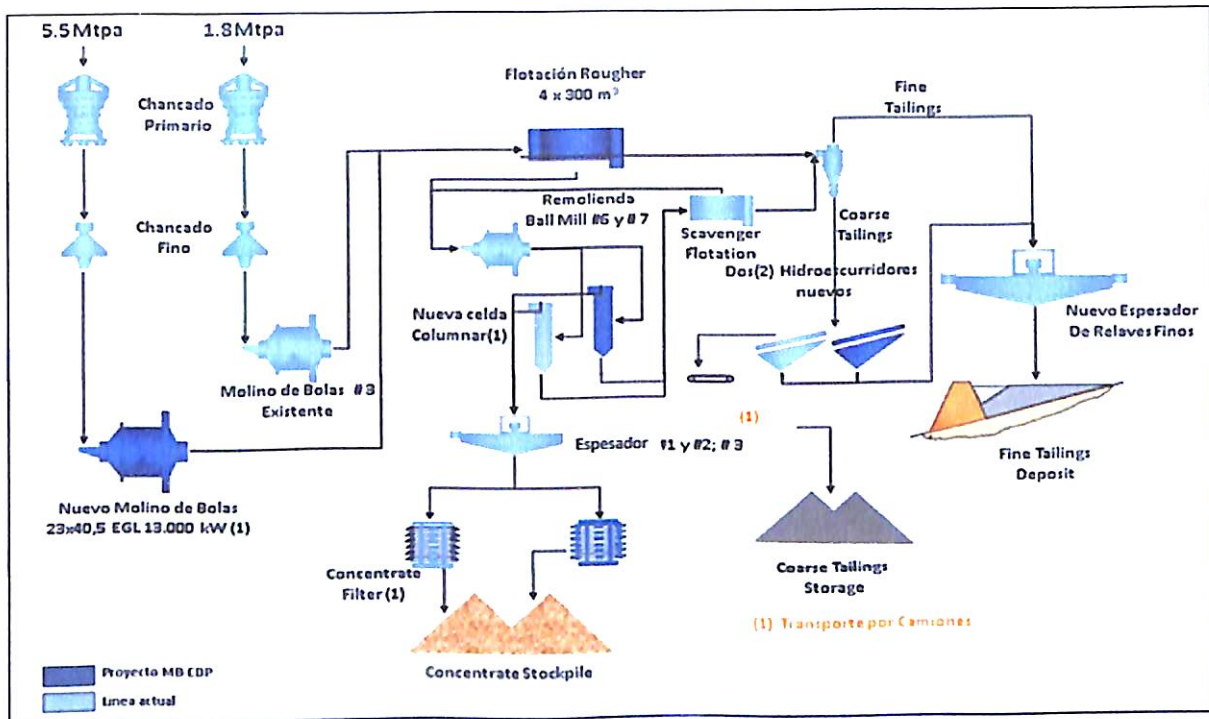 5.5 Mtpa
1.8 Mtpa
Chancado
Primario
Chancado
Fino
Molino de Bolas #3
Existente
Nuevo Molino de Bolas
23x40,5 EGL 13.000 kW (1)
Flotación Rougher
4 x 300 m³
Remolienda
Ball Mill #6 y #7
Nueva celda
Columnar (1)
Scavenger
Flotation
Fine
Tailings
Coarse
Tailings
Dos(2) Hidroescurridores
nuevos
Nuevo Espesador
De Relaves Finos
(1)
Espesador #1 y #2; #3
Fine Tailings
Deposit
Concentrate
Filter (1)
Coarse Tailings
Storage
(1) Transporte por Camiones
Concentrate Stockpile
Proyecto MB CDP
Linea actual